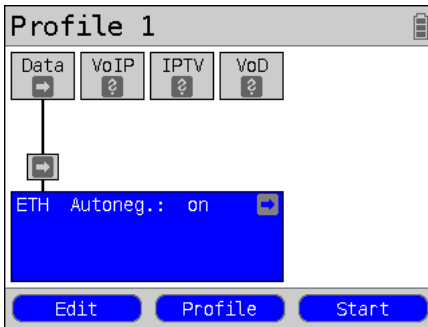 Profile 1
Data VoIP IPTV VoD
ETH Autoneg.: on
Edit Profile Start